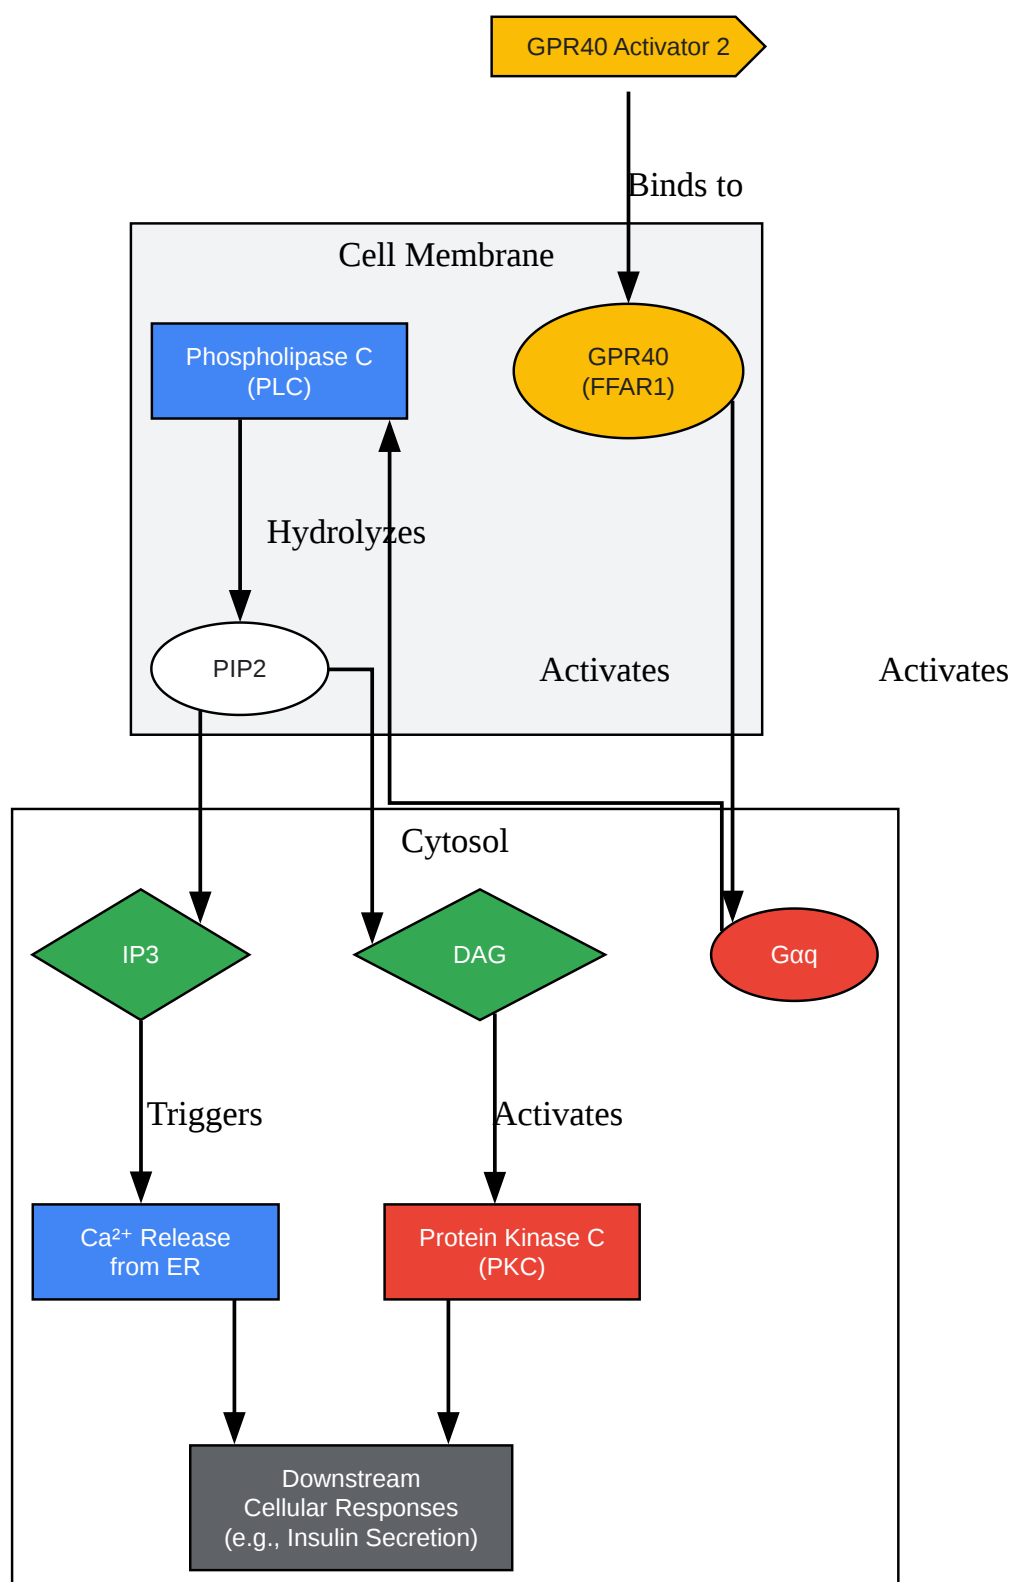 GPR40 Activator 2
Binds to
Cell Membrane
Phospholipase C
(PLC)
GPR40
(FFAR1)
Hydrolyzes
PIP2
Activates
Activates
Cytosol
IP3
DAG
Gαq
Triggers
Activates
Ca²⁺ Release
from ER
Protein Kinase C
(PKC)
Downstream
Cellular Responses
(e.g., Insulin Secretion)